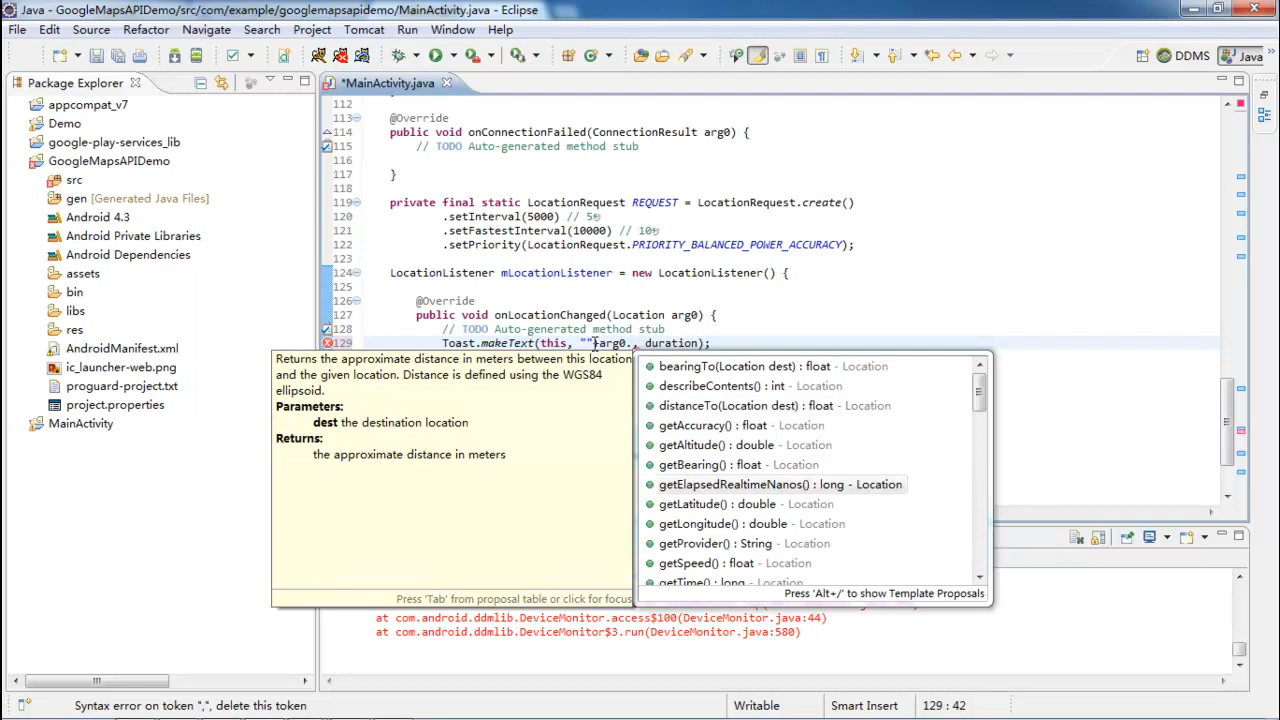 Java - GoogleMapsAPIDemo/src/com/example/googlemapsapidemo/MainActivity.java - Eclipse
File Edit Source Refactor Navigate Search Project Tomcat Run Window Help
DDMS Java
Package Explorer
*MainActivity.java
appcompat_v7
Demo
google-play-services_lib
GoogleMapsAPIDemo
src
gen [Generated Java Files]
Android 4.3
Android Private Libraries
Android Dependencies
assets
bin
libs
res
AndroidManifest.xml
ic_launcher-web.png
proguard-project.txt
project.properties
MainActivity
112
113 @Override
114 public void onConnectionFailed(ConnectionResult arg0) {
115 // TODO Auto-generated method stub
116
117 }
118
119 private final static LocationRequest REQUEST = LocationRequest.create()
120 .setInterval(5000) // 5秒
121 .setFastestInterval(10000) // 10秒
122 .setPriority(LocationRequest.PRIORITY_BALANCED_POWER_ACCURACY);
123
124 LocationListener mLocationListener = new LocationListener() {
125
126 @Override
127 public void onLocationChanged(Location arg0) {
128 // TODO Auto-generated method stub
129 Toast.makeText(this, ""+arg0., duration);
Returns the approximate distance in meters between this location
and the given location. Distance is defined using the WGS84
ellipsoid.
Parameters:
dest the destination location
Returns:
the approximate distance in meters
Press 'Tab' from proposal table or click for focus
bearingTo(Location dest) : float - Location
describeContents() : int - Location
distanceTo(Location dest) : float - Location
getAccuracy() : float - Location
getAltitude() : double - Location
getBearing() : float - Location
getElapsedRealtimeNanos() : long - Location
getLatitude() : double - Location
getLongitude() : double - Location
getProvider() : String - Location
getSpeed() : float - Location
getTime() : long - Location
Press 'Alt+/' to show Template Proposals
at com.android.ddmlib.DeviceMonitor.access$100(DeviceMonitor.java:44)
at com.android.ddmlib.DeviceMonitor$3.run(DeviceMonitor.java:580)
Syntax error on token ",", delete this token
Writable
Smart Insert
129 : 42